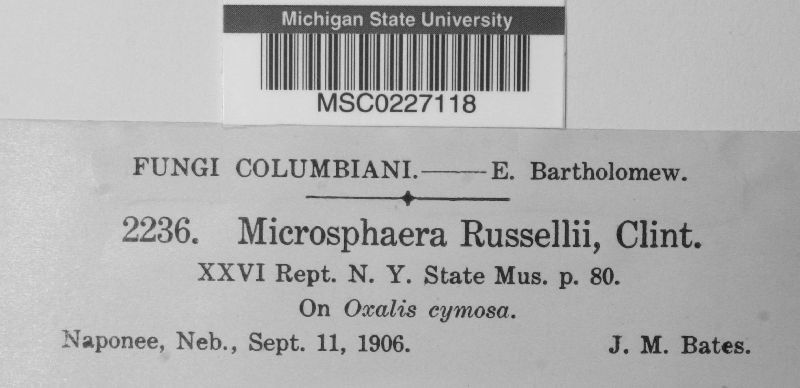 Michigan State University
MSC0227118
FUNGI COLUMBIANI.——E. Bartholomew.
2236. Microsphaera Russellii, Clint.
XXVI Rept. N. Y. State Mus. p. 80.
On Oxalis cymosa.
Naponee, Neb., Sept. 11, 1906. J. M. Bates.